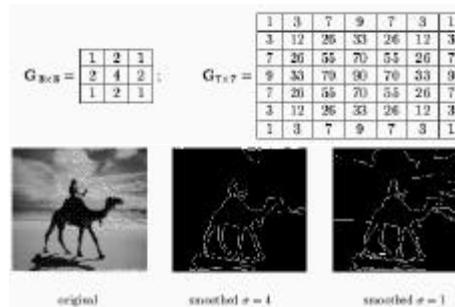 G3×3 =
1 2 1
2 4 2
1 2 1
;
G7×7 =
1 3 7 9 7 3 1
3 12 26 33 26 12 3
7 26 55 70 55 26 7
9 33 70 90 70 33 9
7 26 55 70 55 26 7
3 12 26 33 26 12 3
1 3 7 9 7 3 1
original
smoothed σ = 4
smoothed σ = 1